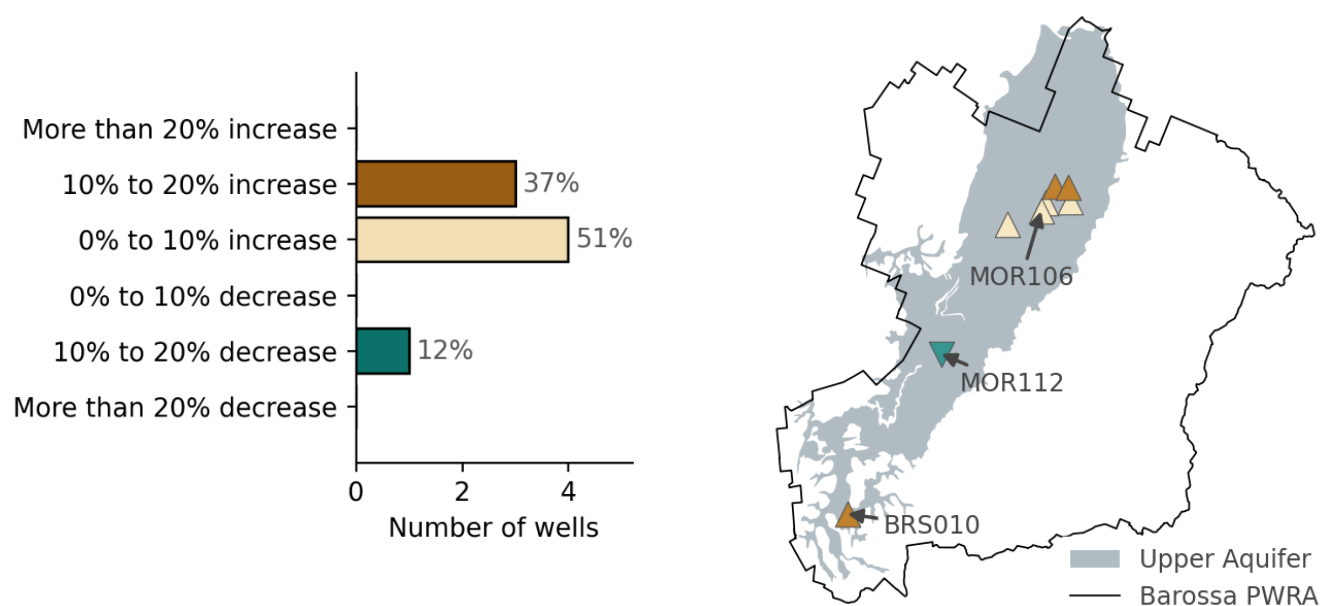 More than 20% increase
10% to 20% increase
37%
0% to 10% increase
51%
0% to 10% decrease
10% to 20% decrease
12%
More than 20% decrease
0 2 4
Number of wells
MOR106
MOR112
BRS010
Upper Aquifer
Barossa PWRA